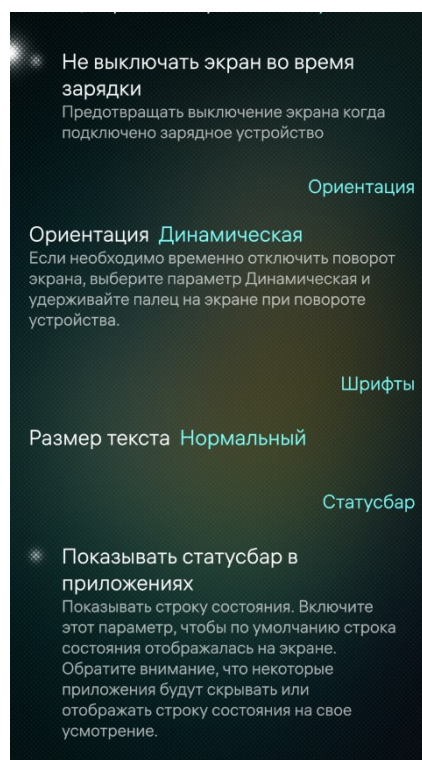 Не выключать экран во время
зарядки
Предотвращать выключение экрана когда
подключено зарядное устройство
Ориентация
Ориентация Динамическая
Если необходимо временно отключить поворот
экрана, выберите параметр Динамическая и
удерживайте палец на экране при повороте
устройства.
Шрифты
Размер текста Нормальный
Статусбар
Показывать статусбар в
приложениях
Показывать строку состояния. Включите
этот параметр, чтобы по умолчанию строка
состояния отображалась на экране.
Обратите внимание, что некоторые
приложения будут скрывать или
отображать строку состояния на свое
усмотрение.